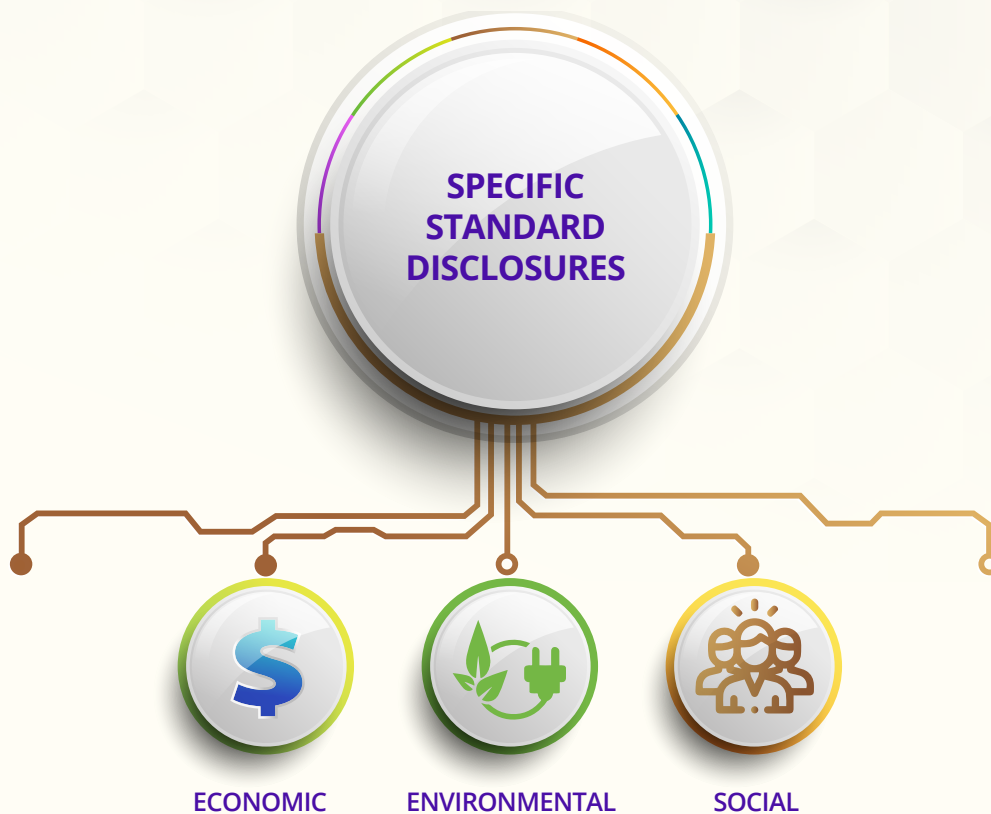 SPECIFIC
STANDARD
DISCLOSURES
ECONOMIC
ENVIRONMENTAL
SOCIAL